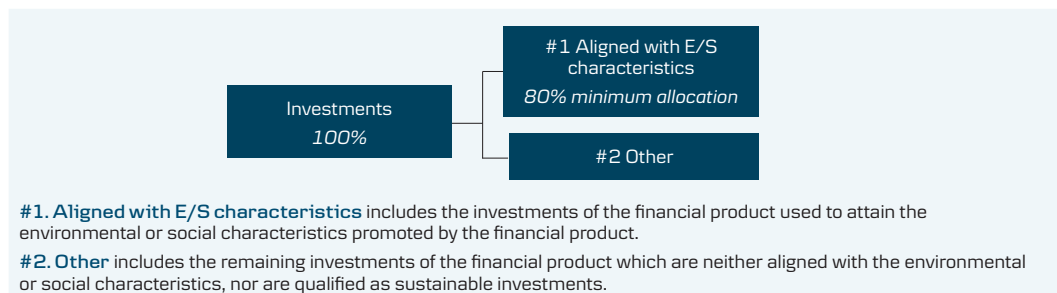 #1 Aligned with E/S
characteristics
80% minimum allocation
Investments
100%
#2 Other
#1. Aligned with E/S characteristics includes the investments of the financial product used to attain the
environmental or social characteristics promoted by the financial product.
#2. Other includes the remaining investments of the financial product which are neither aligned with the environmental
or social characteristics, nor are qualified as sustainable investments.